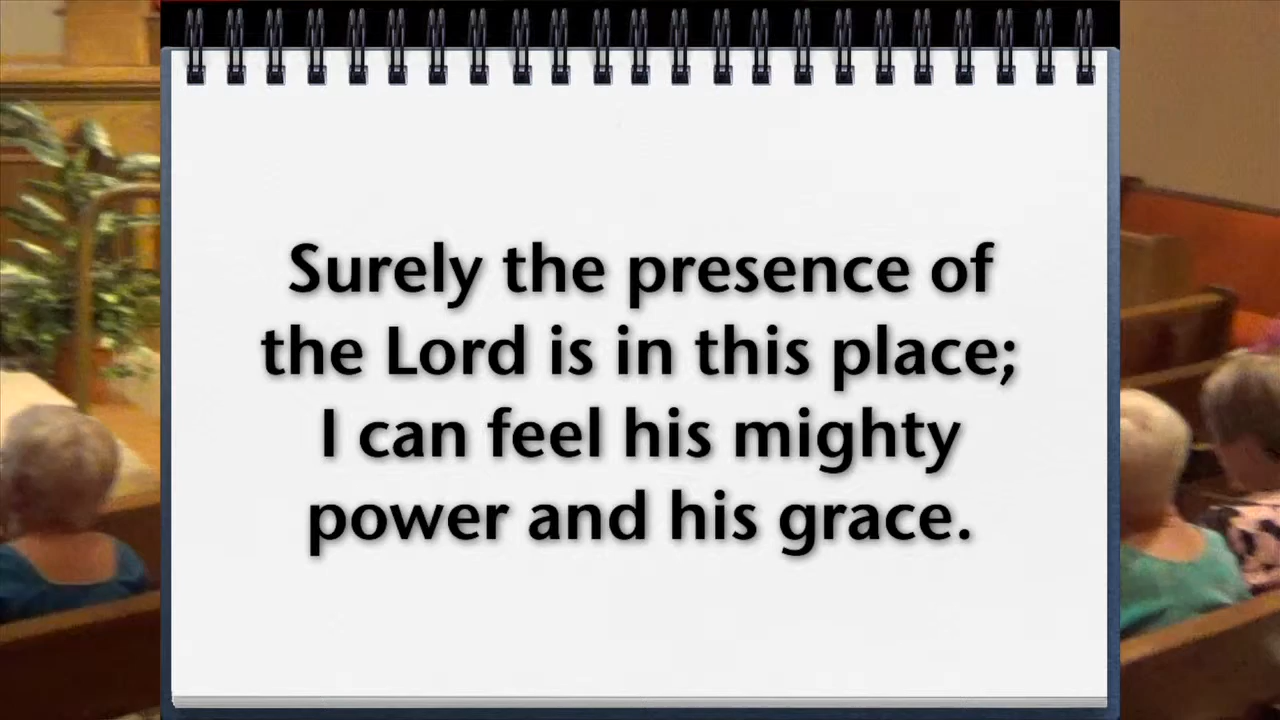 Surely the presence of
the Lord is in this place;
I can feel his mighty
power and his grace.